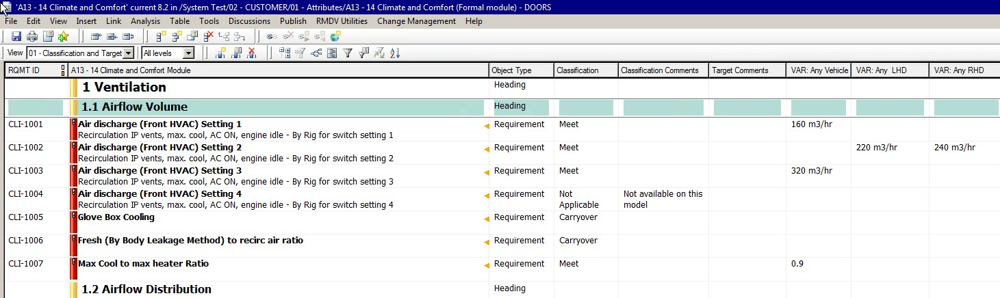 'A13 - 14 Climate and Comfort' current 8.2 in /System Test/02 - CUSTOMER/01 - Attributes/A13 - 14 Climate and Comfort (Formal module) - DOORS
File Edit View Insert Link Analysis Table Tools Discussions Publish RMDV Utilities Change Management Help
View 01 - Classification and Target All levels
RQMT ID A13 - 14 Climate and Comfort Module Object Type Classification Classification Comments Target Comments VAR: Any Vehicle VAR: Any LHD VAR: Any RHD
1 Ventilation Heading
1.1 Airflow Volume Heading
CLI-1001 Air discharge (Front HVAC) Setting 1 Requirement Meet 160 m3/hr
Recirculation IP vents, max. cool, AC ON, engine idle - By Rig for switch setting 1
CLI-1002 Air discharge (Front HVAC) Setting 2 Requirement Meet 220 m3/hr 240 m3/hr
Recirculation IP vents, max. cool, AC ON, engine idle - By Rig for switch setting 2
CLI-1003 Air discharge (Front HVAC) Setting 3 Requirement Meet 320 m3/hr
Recirculation IP vents, max. cool, AC ON, engine idle - By Rig for switch setting 3
CLI-1004 Air discharge (Front HVAC) Setting 4 Requirement Not Not available on this
Recirculation IP vents, max. cool, AC ON, engine idle - By Rig for switch setting 4 Applicable model
CLI-1005 Glove Box Cooling Requirement Carryover
CLI-1006 Fresh (By Body Leakage Method) to recirc air ratio Requirement Carryover
CLI-1007 Max Cool to max heater Ratio Requirement Meet 0.9
1.2 Airflow Distribution Heading